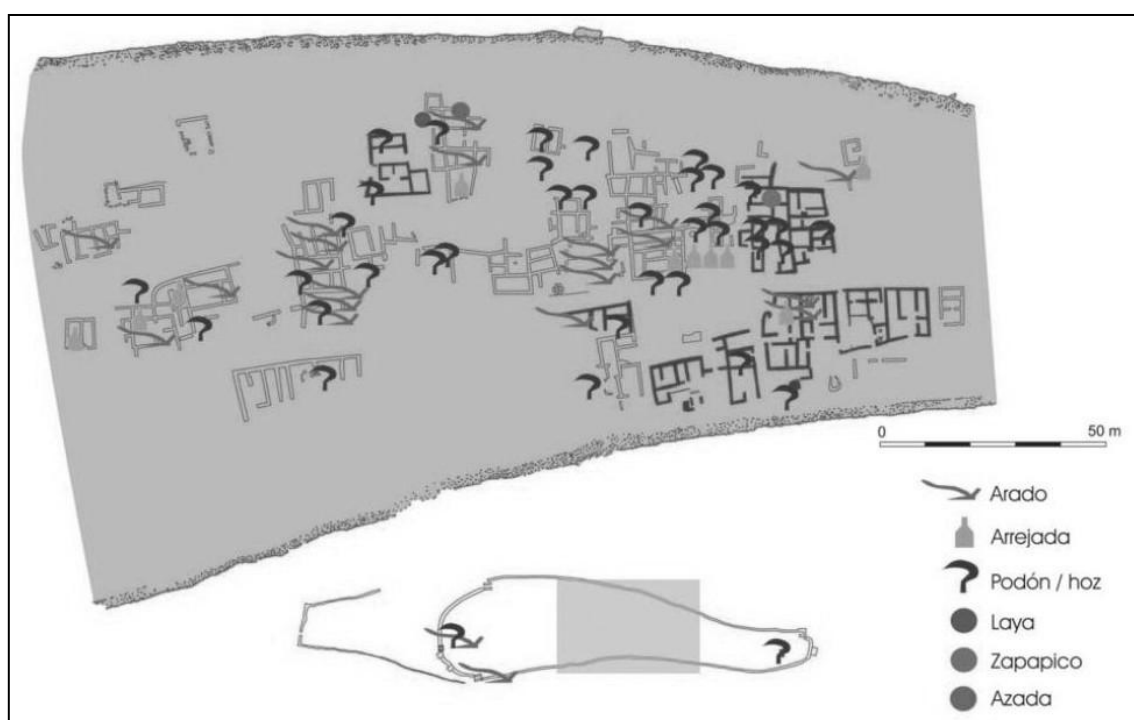 0 50 m
Arado
Arrejada
Podón / hoz
Laya
Zapapico
Azada